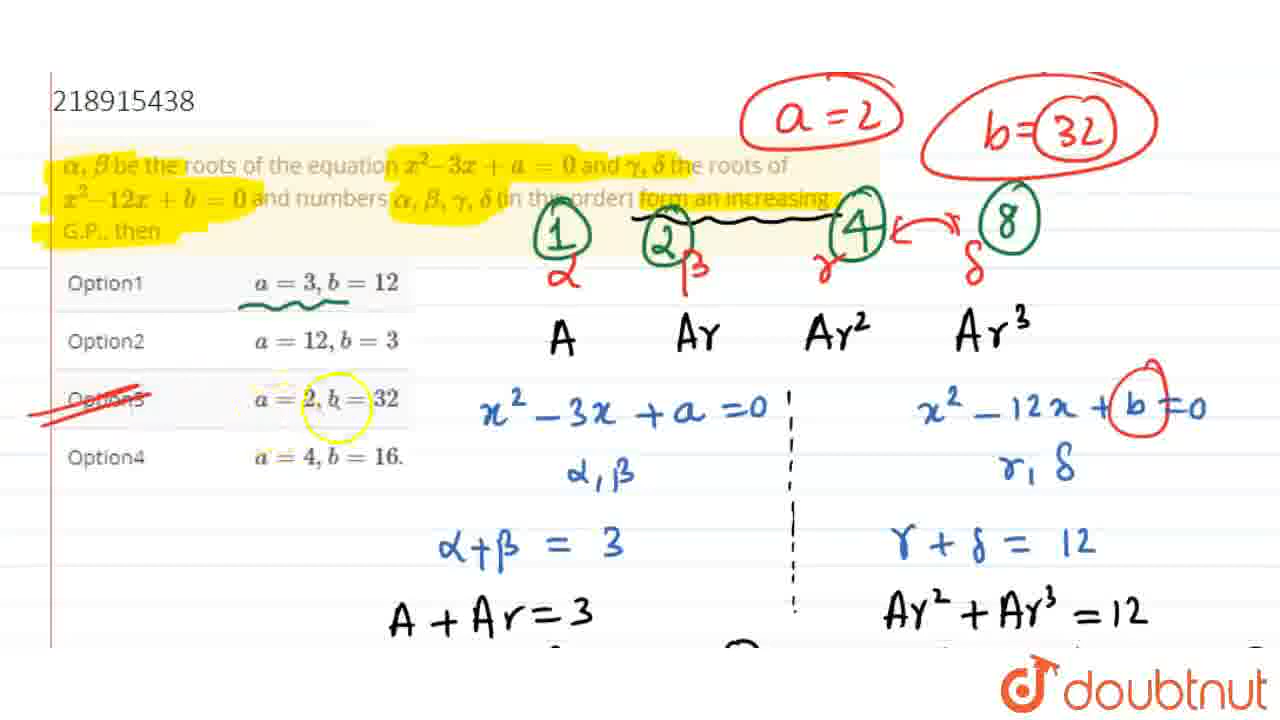 218915438
a = 2
b = 32
α, β be the roots of the equation x²– 3x + a = 0 and γ, δ the roots of
x²– 12x + b = 0 and numbers α, β, γ, δ (in this order) form an increasing
G.P., then
1 2 4 8
α β γ δ
Option1 a = 3, b = 12
Option2 a = 12, b = 3
A Ar Ar² Ar³
Option3 a = 2, b = 32
x² – 3x + a = 0 x² – 12x + b = 0
Option4 a = 4, b = 16.
α, β γ, δ
α + β = 3 γ + δ = 12
A + Ar = 3 Ar² + Ar³ = 12
doubtnut